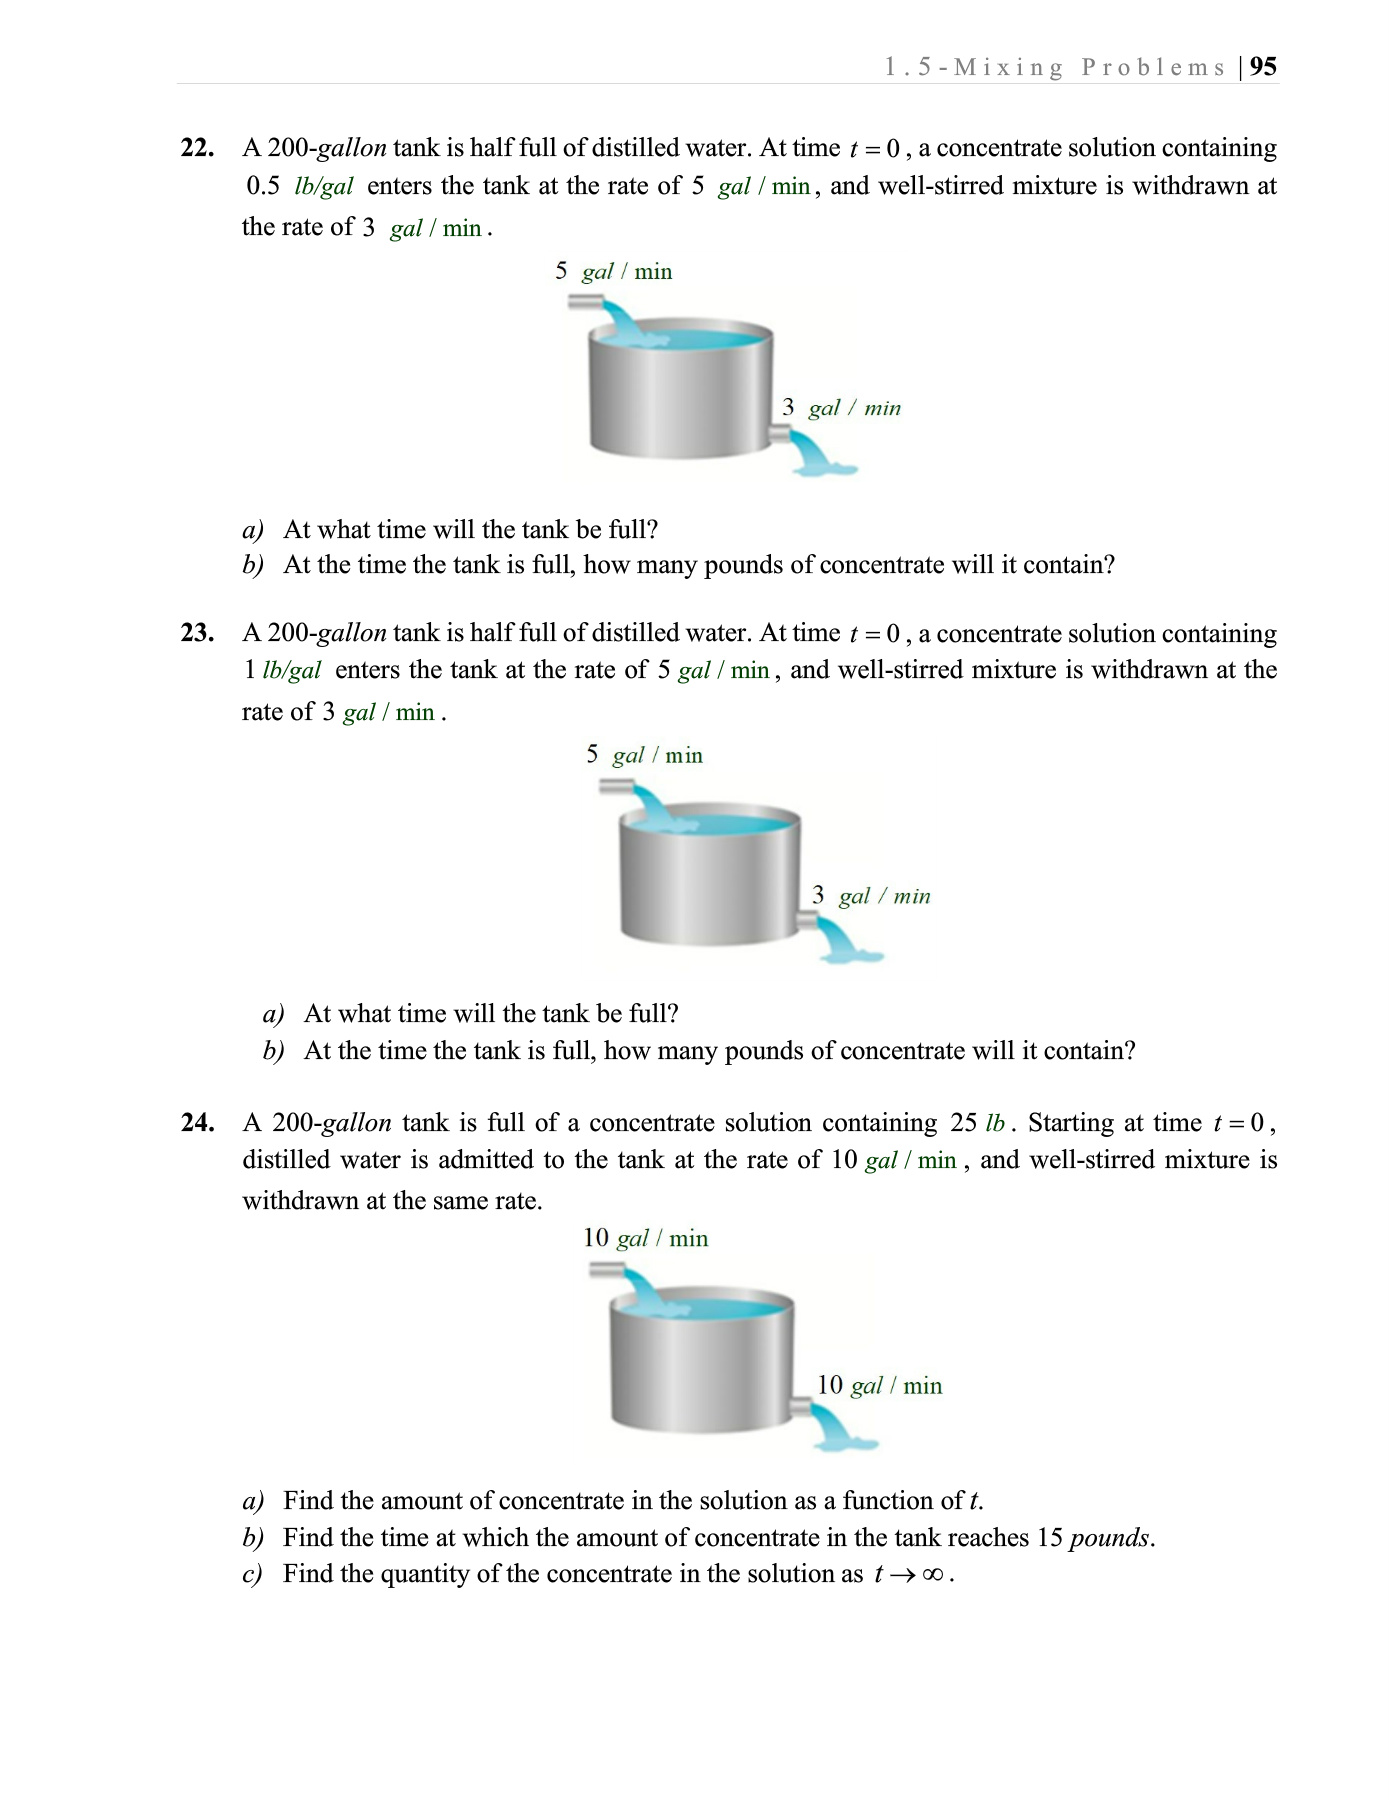 1.5-Mixing Problems |95
22. A 200-gallon tank is half full of distilled water. At time t = 0, a concentrate solution containing
0.5 lb/gal enters the tank at the rate of 5 gal / min, and well-stirred mixture is withdrawn at
the rate of 3 gal / min.
5 gal / min
3 gal / min
a) At what time will the tank be full?
b) At the time the tank is full, how many pounds of concentrate will it contain?
23. A 200-gallon tank is half full of distilled water. At time t = 0, a concentrate solution containing
1 lb/gal enters the tank at the rate of 5 gal / min, and well-stirred mixture is withdrawn at the
rate of 3 gal / min.
5 gal / min
3 gal / min
a) At what time will the tank be full?
b) At the time the tank is full, how many pounds of concentrate will it contain?
24. A 200-gallon tank is full of a concentrate solution containing 25 lb. Starting at time t = 0,
distilled water is admitted to the tank at the rate of 10 gal / min, and well-stirred mixture is
withdrawn at the same rate.
10 gal / min
10 gal / min
a) Find the amount of concentrate in the solution as a function of t.
b) Find the time at which the amount of concentrate in the tank reaches 15 pounds.
c) Find the quantity of the concentrate in the solution as t → ∞.